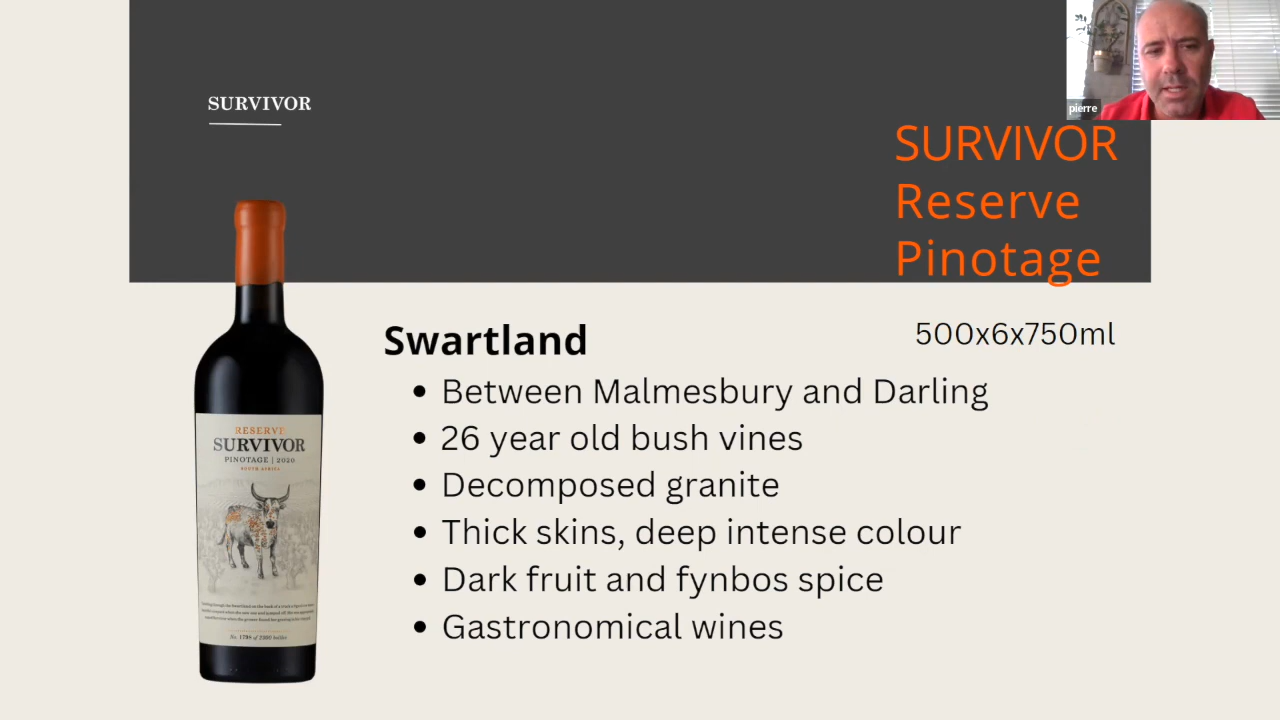 pierre
SURVIVOR
SURVIVOR
Reserve
Pinotage
500x6x750ml
Swartland
• Between Malmesbury and Darling
• 26 year old bush vines
• Decomposed granite
• Thick skins, deep intense colour
• Dark fruit and fynbos spice
• Gastronomical wines
RESERVE
SURVIVOR
PINOTAGE | 2020
SOUTH AFRICA